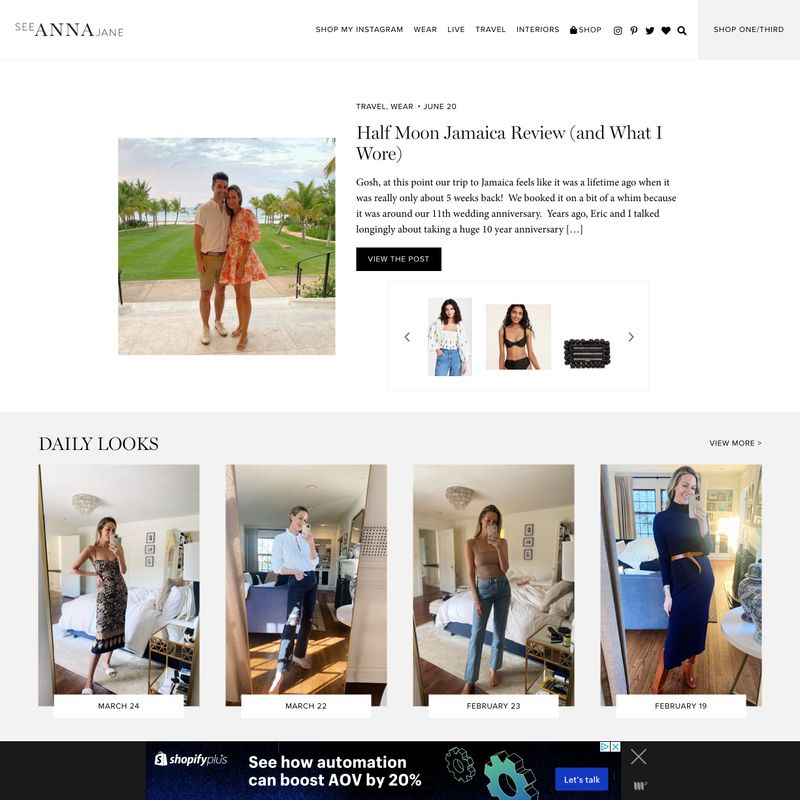 SEE ANNA JANE
SHOP MY INSTAGRAM WEAR LIVE TRAVEL INTERIORS SHOP
SHOP ONE/THIRD
TRAVEL, WEAR • JUNE 20
Half Moon Jamaica Review (and What I
Wore)
Gosh, at this point our trip to Jamaica feels like it was a lifetime ago when it
was really only about 5 weeks back!  We booked it on a bit of a whim because
it was around our 11th wedding anniversary.  Years ago, Eric and I talked
longingly about taking a huge 10 year anniversary […]
VIEW THE POST
DAILY LOOKS
VIEW MORE >
MARCH 24
MARCH 22
FEBRUARY 23
FEBRUARY 19
shopifyplus
See how automation
can boost AOV by 20%
Let's talk